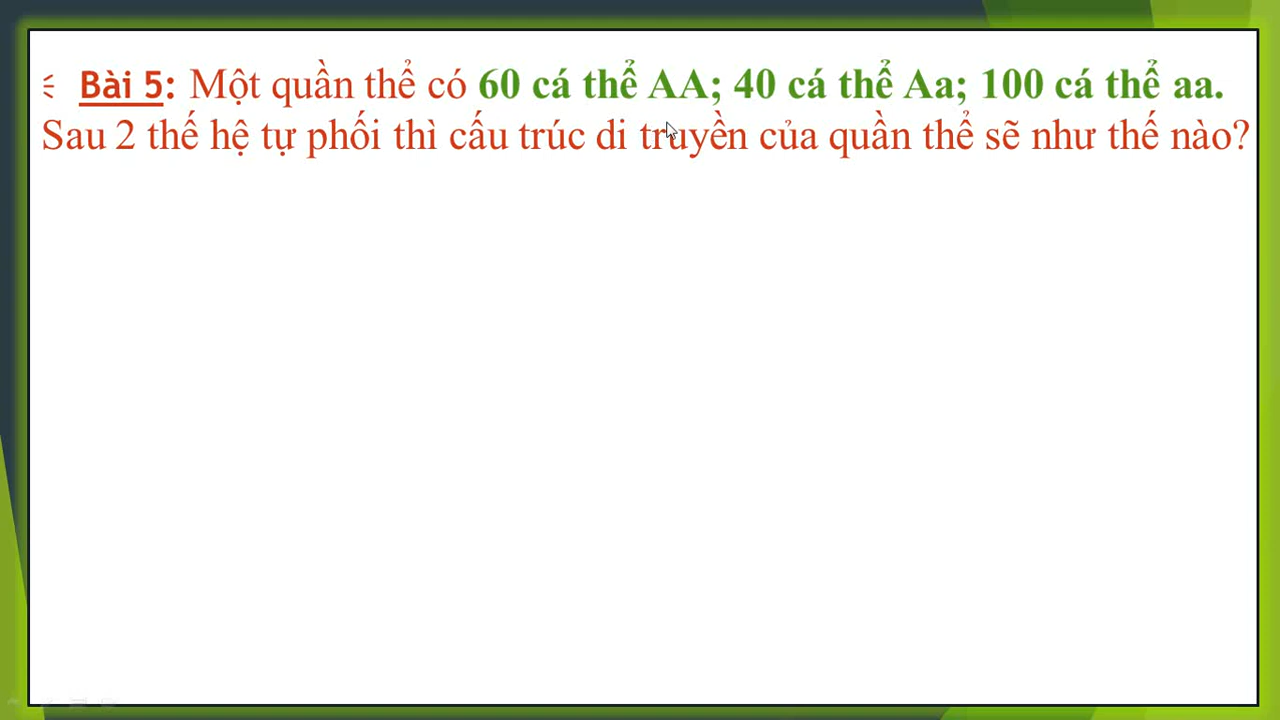 Bài 5: Một quần thể có 60 cá thể AA; 40 cá thể Aa; 100 cá thể aa.
Sau 2 thế hệ tự phối thì cấu trúc di truyền của quần thể sẽ như thế nào?